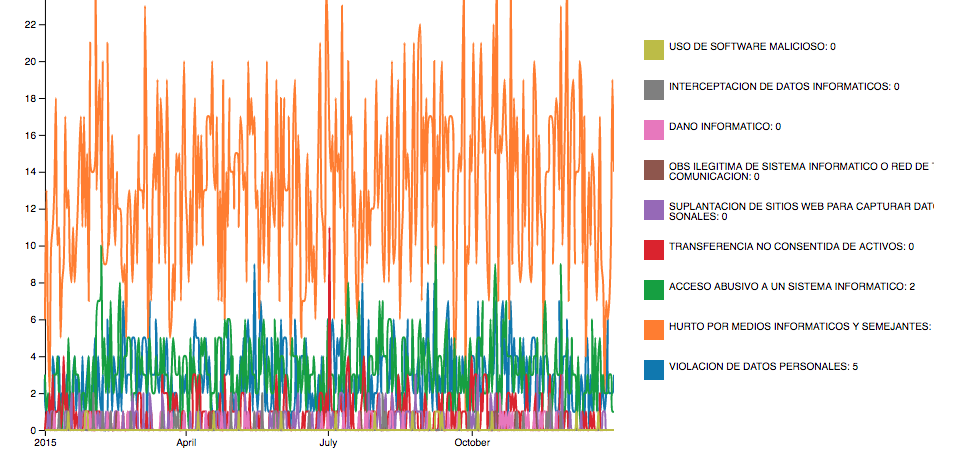 22
20
18
16
14
12
10
8
6
4
2
0
2015 April July October
USO DE SOFTWARE MALICIOSO: 0
INTERCEPTACION DE DATOS INFORMATICOS: 0
DANO INFORMATICO: 0
OBS ILEGITIMA DE SISTEMA INFORMATICO O RED DE
COMUNICACION: 0
SUPLANTACION DE SITIOS WEB PARA CAPTURAR
SONALES: 0
TRANSFERENCIA NO CONSENTIDA DE ACTIVOS: 0
ACCESO ABUSIVO A UN SISTEMA INFORMATICO: 2
HURTO POR MEDIOS INFORMATICOS Y SEMEJANTES:
VIOLACION DE DATOS PERSONALES: 5